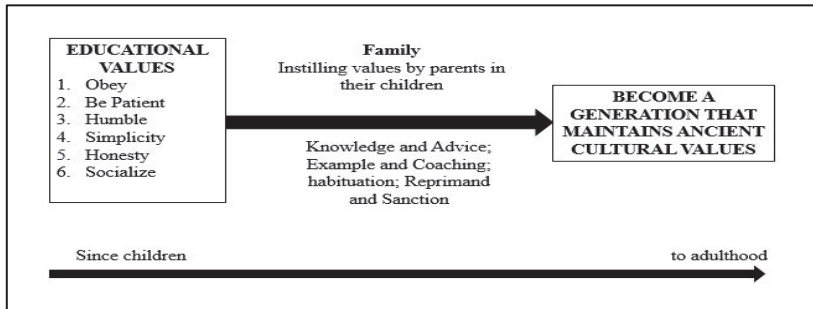 EDUCATIONAL
VALUES
1. Obey
2. Be Patient
3. Humble
4. Simplicity
5. Honesty
6. Socialize
Family
Instilling values by parents in
their children
Knowledge and Advice;
Example and Coaching;
habituation; Reprimand
and Sanction
BECOME A
GENERATION THAT
MAINTAINS ANCIENT
CULTURAL VALUES
Since children
to adulthood